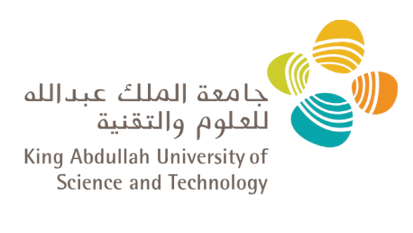 جامعة الملك عبدالله
للعلوم والتقنية
King Abdullah University of
Science and Technology